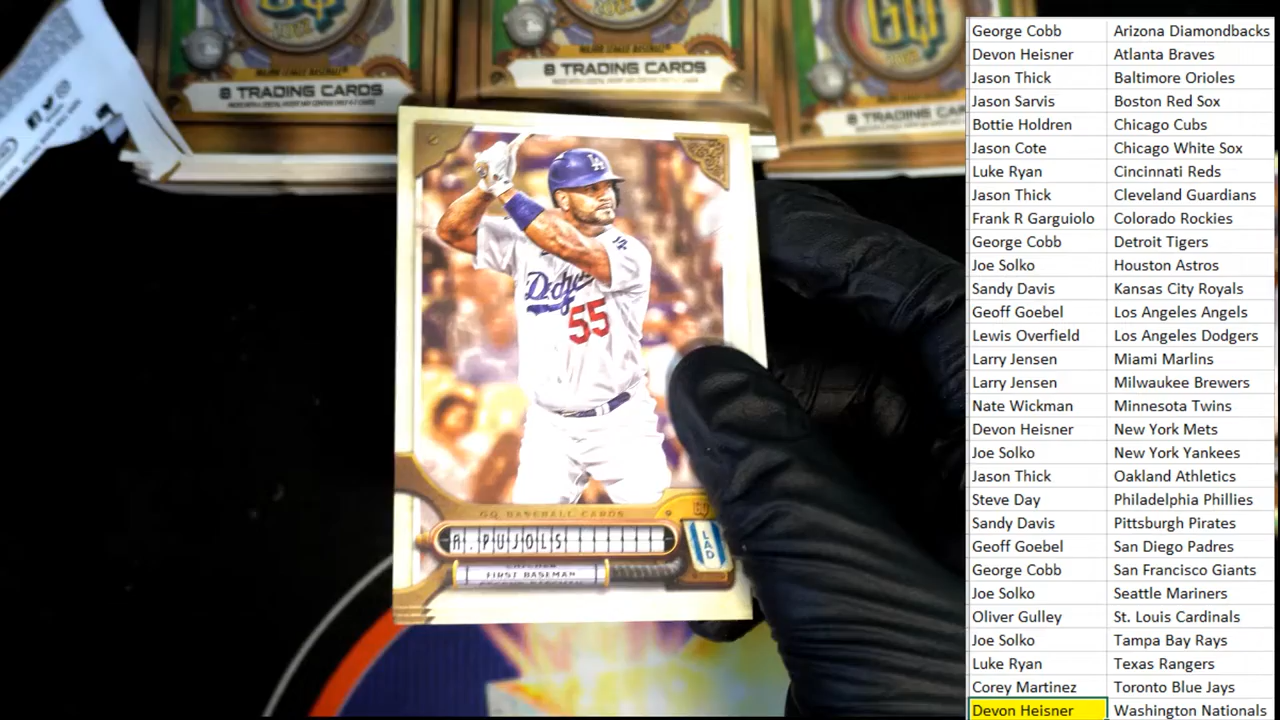 GQ
GQ
8 TRADING CARDS
8 TRADING CARDS
8 TRADING CARDS
LA
Dodge
55
GQ BASEBALL CARDS
A. PUJOLS
LAD
FIRST BASEMAN
George Cobb Arizona Diamondbacks
Devon Heisner Atlanta Braves
Jason Thick Baltimore Orioles
Jason Sarvis Boston Red Sox
Bottie Holdren Chicago Cubs
Jason Cote Chicago White Sox
Luke Ryan Cincinnati Reds
Jason Thick Cleveland Guardians
Frank R Garguiolo Colorado Rockies
George Cobb Detroit Tigers
Joe Solko Houston Astros
Sandy Davis Kansas City Royals
Geoff Goebel Los Angeles Angels
Lewis Overfield Los Angeles Dodgers
Larry Jensen Miami Marlins
Larry Jensen Milwaukee Brewers
Nate Wickman Minnesota Twins
Devon Heisner New York Mets
Joe Solko New York Yankees
Jason Thick Oakland Athletics
Steve Day Philadelphia Phillies
Sandy Davis Pittsburgh Pirates
Geoff Goebel San Diego Padres
George Cobb San Francisco Giants
Joe Solko Seattle Mariners
Oliver Gulley St. Louis Cardinals
Joe Solko Tampa Bay Rays
Luke Ryan Texas Rangers
Corey Martinez Toronto Blue Jays
Devon Heisner Washington Nationals